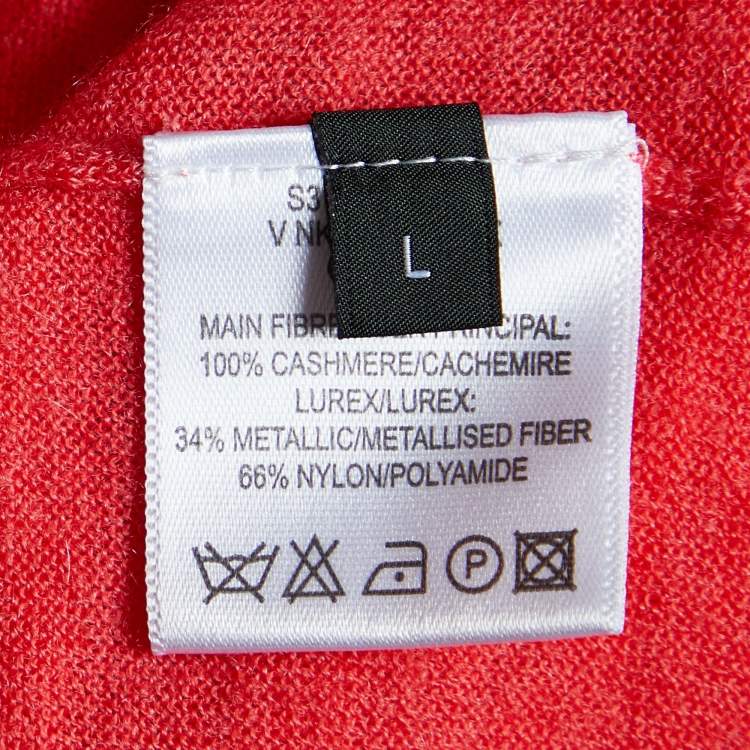 S3
V NK
L
MAIN FIBRE PRINCIPAL:
100% CASHMERE/CACHEMIRE
LUREX/LUREX:
34% METALLIC/METALLISED FIBER
66% NYLON/POLYAMIDE
P